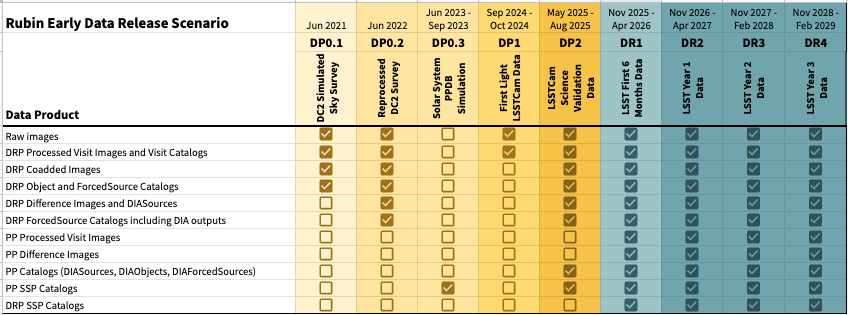 Rubin Early Data Release Scenario
Jun 2021
Jun 2022
Jun 2023 -
Sep 2023
Sep 2024 -
Oct 2024
May 2025 -
Aug 2025
Nov 2025 -
Apr 2026
Nov 2026 -
Apr 2027
Nov 2027 -
Feb 2028
Nov 2028 -
Feb 2029
DP0.1
DP0.2
DP0.3
DP1
DP2
DR1
DR2
DR3
DR4
Data Product
DC2 Simulated
Sky Survey
Reprocessed
DC2 Survey
Solar System
PPDB
Simulation
First Light
LSSTCam Data
LSSTCam
Science
Validation
Data
LSST First 6
Months Data
LSST Year 1
Data
LSST Year 2
Data
LSST Year 3
Data
Raw images
DRP Processed Visit Images and Visit Catalogs
DRP Coadded Images
DRP Object and ForcedSource Catalogs
DRP Difference Images and DIASources
DRP ForcedSource Catalogs including DIA outputs
PP Processed Visit Images
PP Difference Images
PP Catalogs (DIASources, DIAObjects, DIAForcedSources)
PP SSP Catalogs
DRP SSP Catalogs